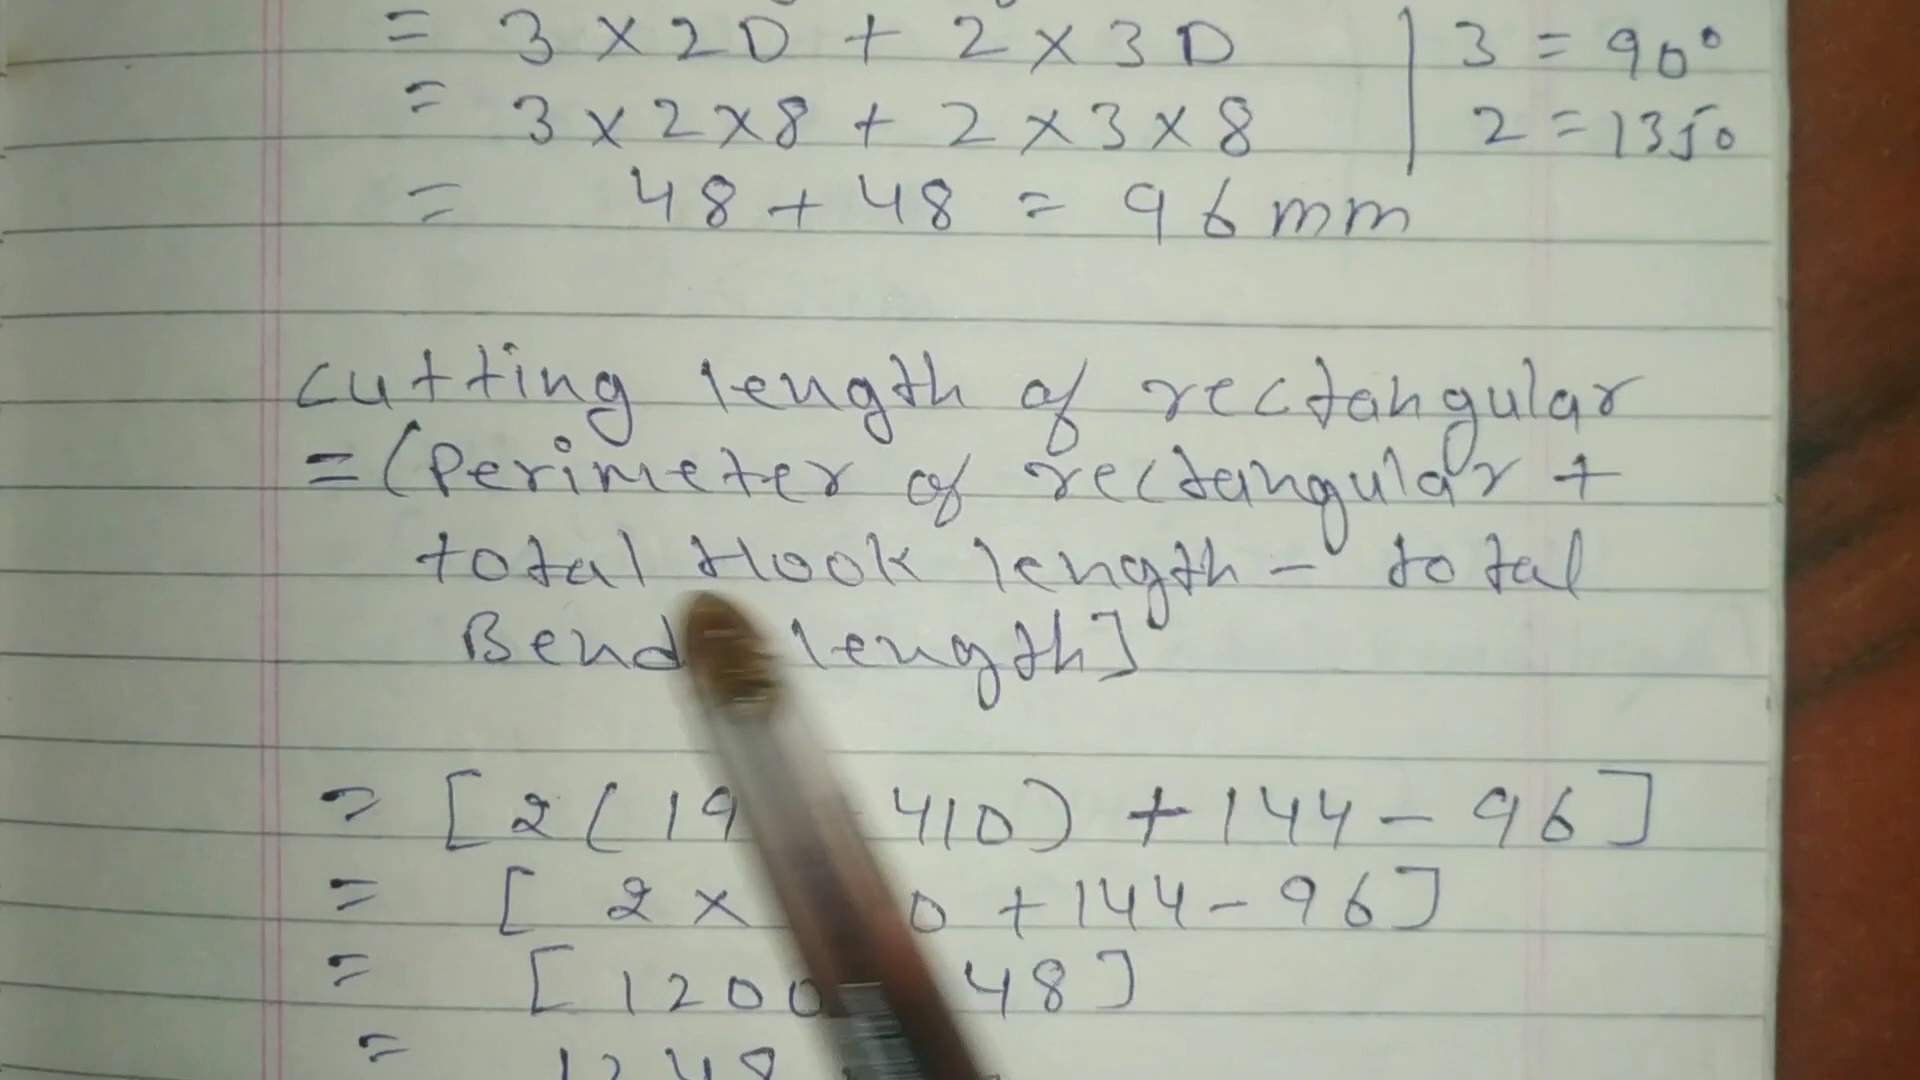 = 3 × 2D + 2 × 3D | 3 = 90°
= 3 × 2 × 8 + 2 × 3 × 8 | 2 = 1350
= 48 + 48 = 96 mm
cutting length of rectangular
= (Perimeter of rectangular +
total Hook length - total
Bend length]
= [ 2 ( 19 410) + 144 - 96 ]
= [ 2 × 0 + 144 - 96 ]
= [ 1200 48 ]
= 1248